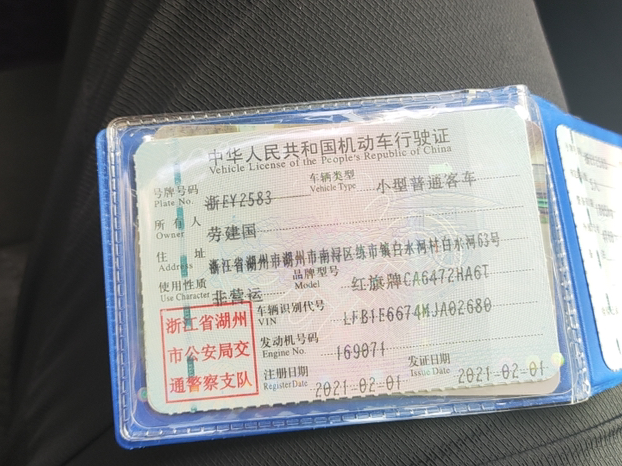 中华人民共和国机动车行驶证
Vehicle License of the People's Republic of China
号牌号码 浙EY2583 车辆类型 小型普通客车
Plate No. Vehicle Type
所有人 劳建国
Owner
住址 浙江省湖州市湖州市南浔区练市镇白水河村白水河63号
Address
使用性质 非营运 品牌型号 红旗牌CA6472HA6T
Use Character Model
车辆识别代号 LFB1E6674MJA02680
VIN
发动机号码 169071
Engine No.
注册日期 2021-02-01 发证日期 2021-02-01
Register Date Issue Date
浙江省湖州
市公安局交
通警察支队